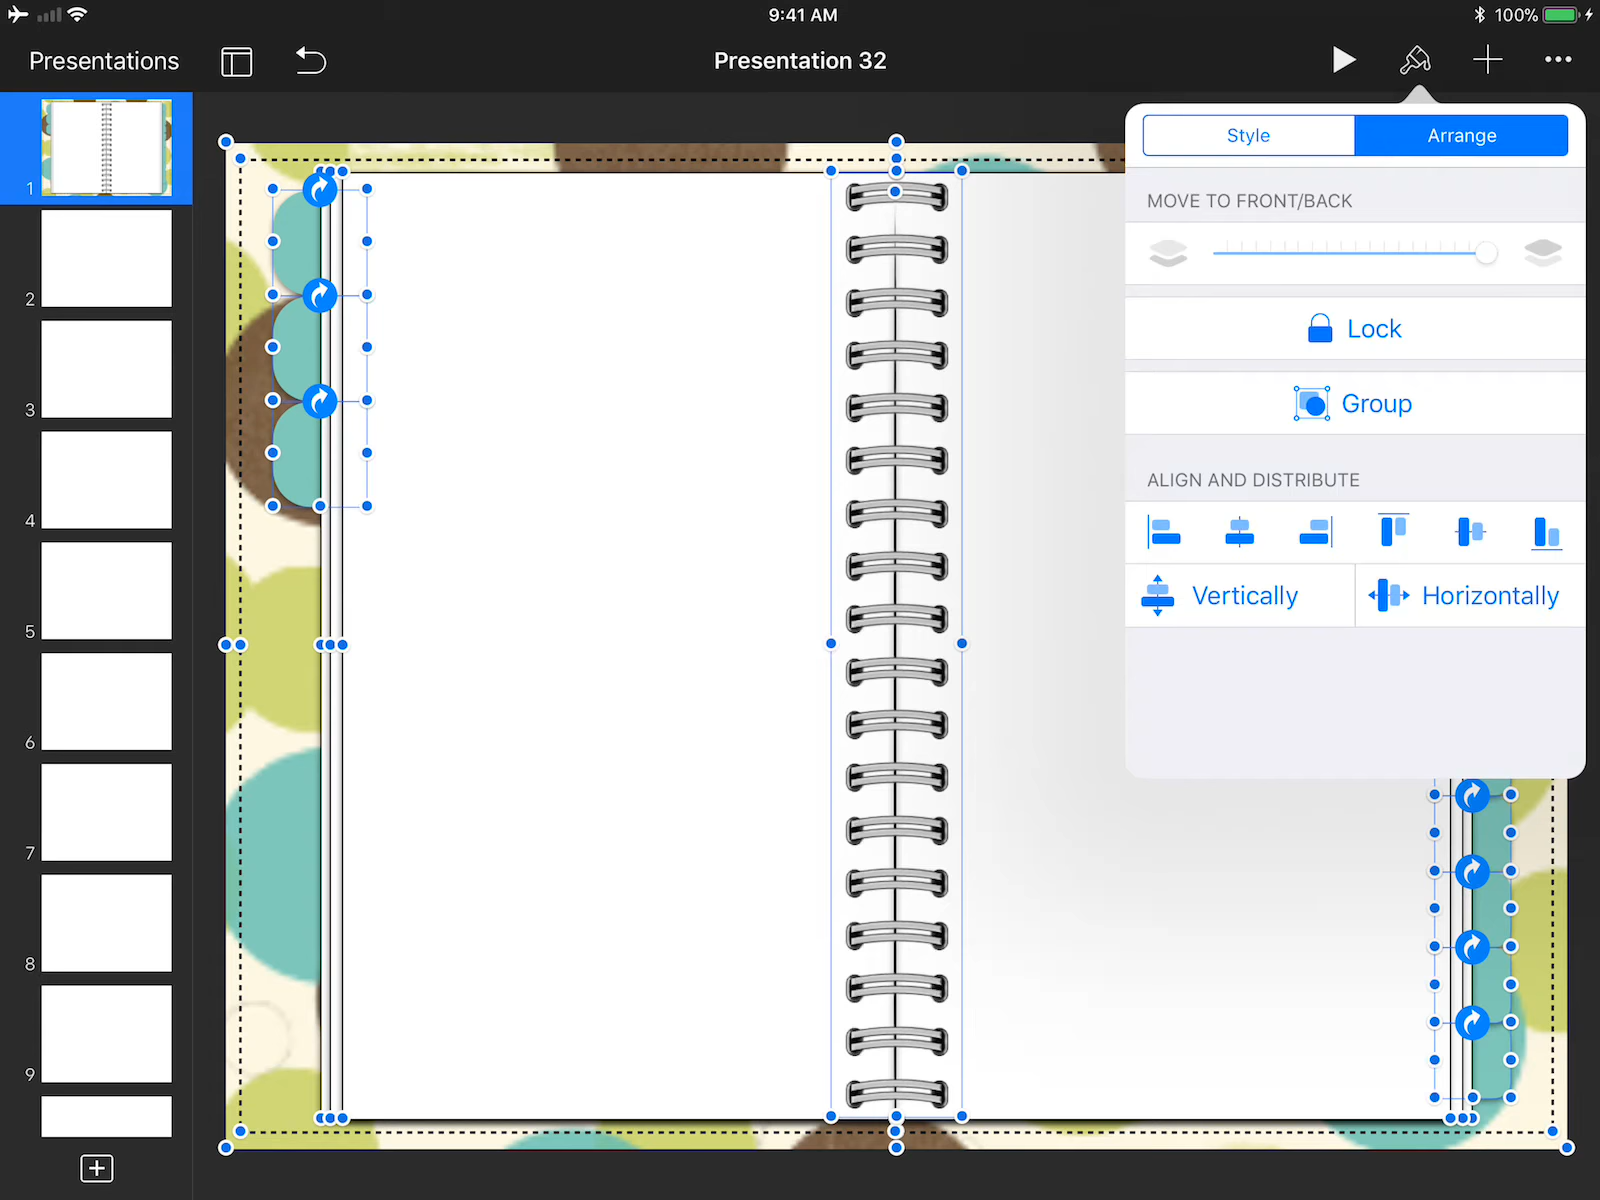 9:41 AM
100%
Presentations
Presentation 32
Style
Arrange
MOVE TO FRONT/BACK
Lock
Group
ALIGN AND DISTRIBUTE
Vertically
Horizontally
1
2
3
4
5
6
7
8
9